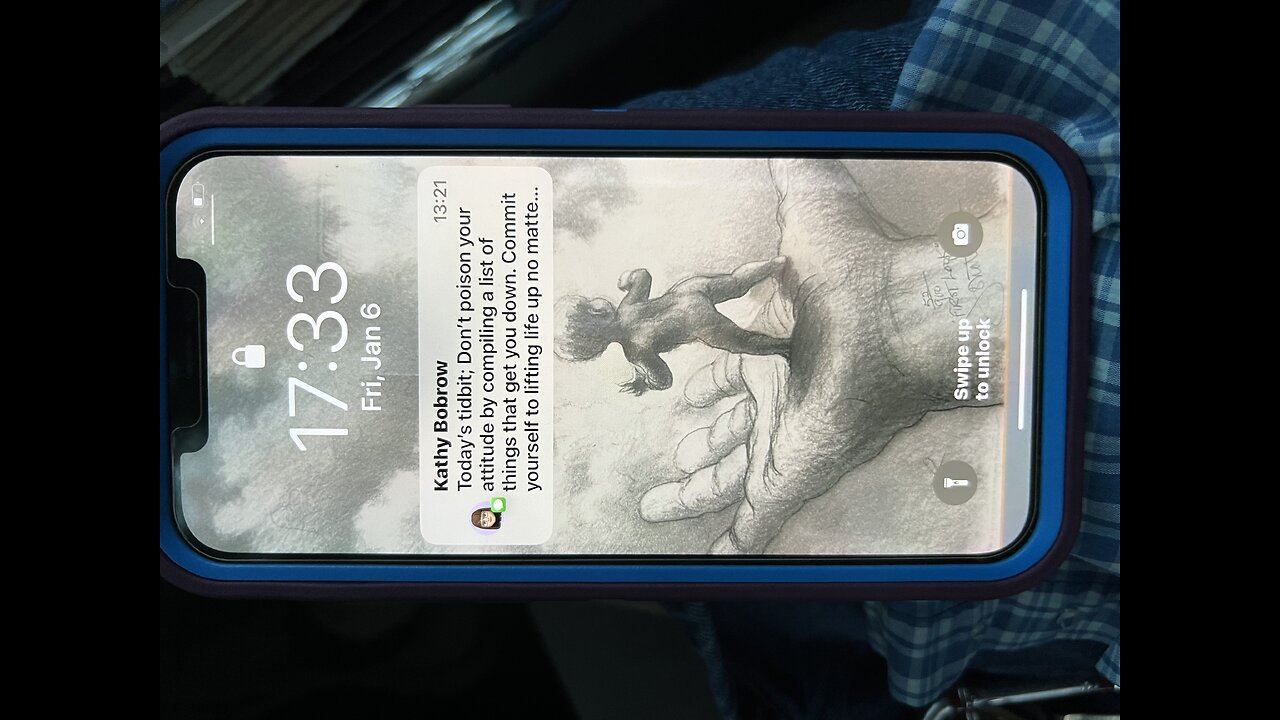 17:33
Fri, Jan 6
Kathy Bobrow 13:21
Today's tidbit; Don't poison your
attitude by compiling a list of
things that get you down. Commit
yourself to lifting life up no matte...
Swipe up
to unlock